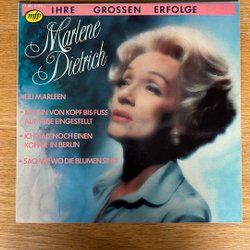 IHRE GROSSEN ERFOLGE
mfp
Marlene
Dietrich
• LILI MARLEEN
• ICH BIN VON KOPF BIS FUSS
AUF LIEBE EINGESTELLT
• ICH HAB NOCH EINEN
KOFFER IN BERLIN
• SAG MIR WO DIE BLUMEN SIND